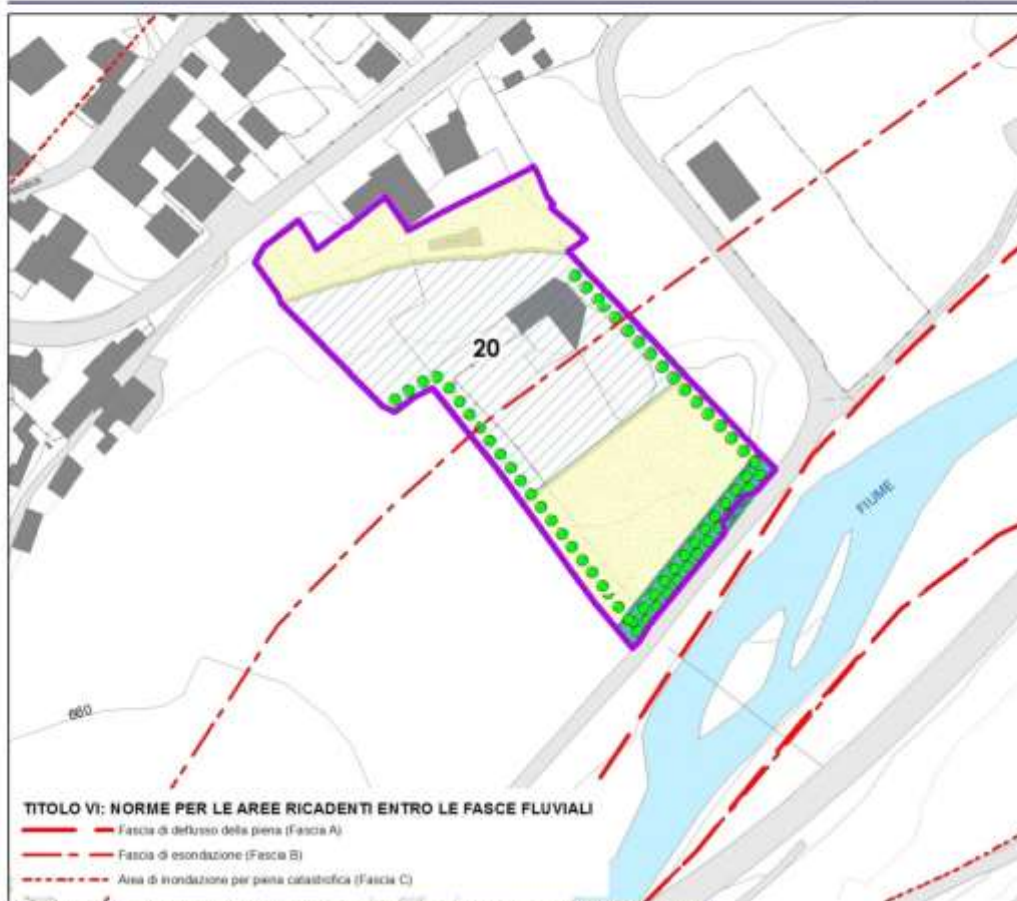 20
FIUME
660
TITOLO VI: NORME PER LE AREE RICADENTI ENTRO LE FASCE FLUVIALI
Fascia di deflusso della piena (Fascia A)
Fascia di esondazione (Fascia B)
Area di inondazione per piena catastrofica (Fascia C)